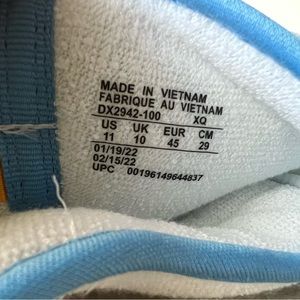 MADE IN VIETNAM
FABRIQUE AU VIETNAM
DX2942-100 XQ
US UK EUR CM
11 10 45 29
01/19/22
02/15/22
UPC 00196149644837